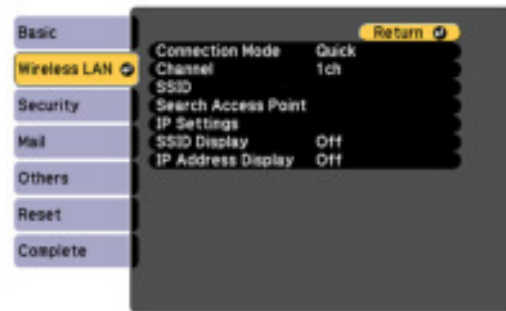 Basic
Wireless LAN
Security
Mail
Others
Reset
Complete
Return
Connection Mode Quick
Channel 1ch
SSID
Search Access Point
IP Settings
SSID Display Off
IP Address Display Off